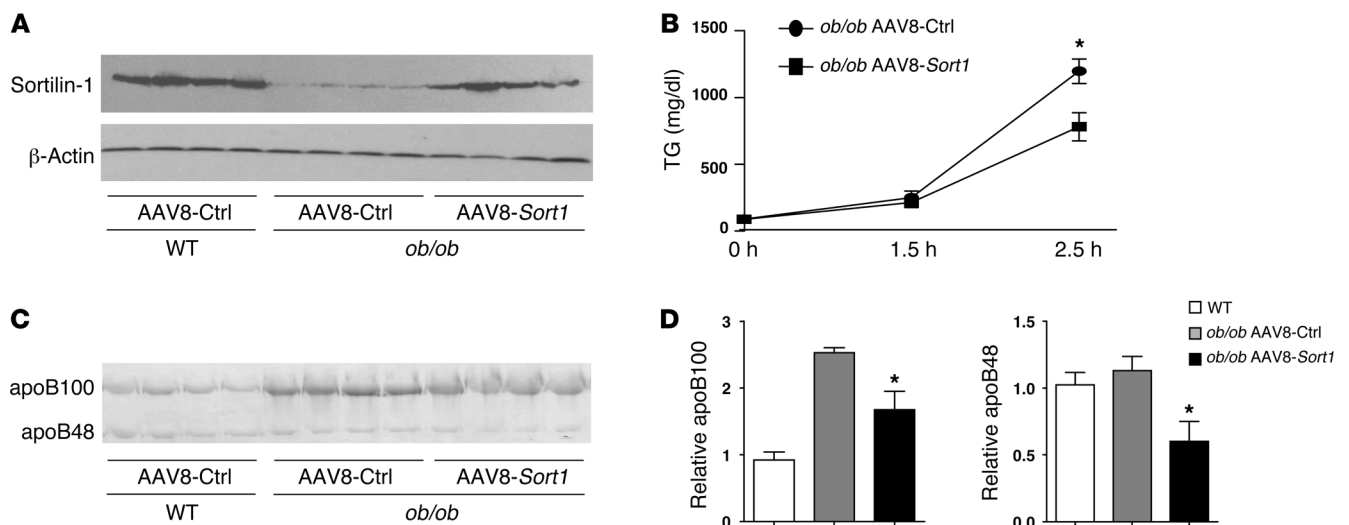 A
Sortilin-1
β-Actin
AAV8-Ctrl AAV8-Ctrl AAV8-Sort1
WT ob/ob
B
ob/ob AAV8-Ctrl
ob/ob AAV8-Sort1
TG (mg/dl)
1500
1000
500
0
*
0 h 1.5 h 2.5 h
C
apoB100
apoB48
AAV8-Ctrl AAV8-Ctrl AAV8-Sort1
WT ob/ob
D
Relative apoB100
3
2
1
0
*
Relative apoB48
1.5
1.0
0.5
0.0
*
WT
ob/ob AAV8-Ctrl
ob/ob AAV8-Sort1